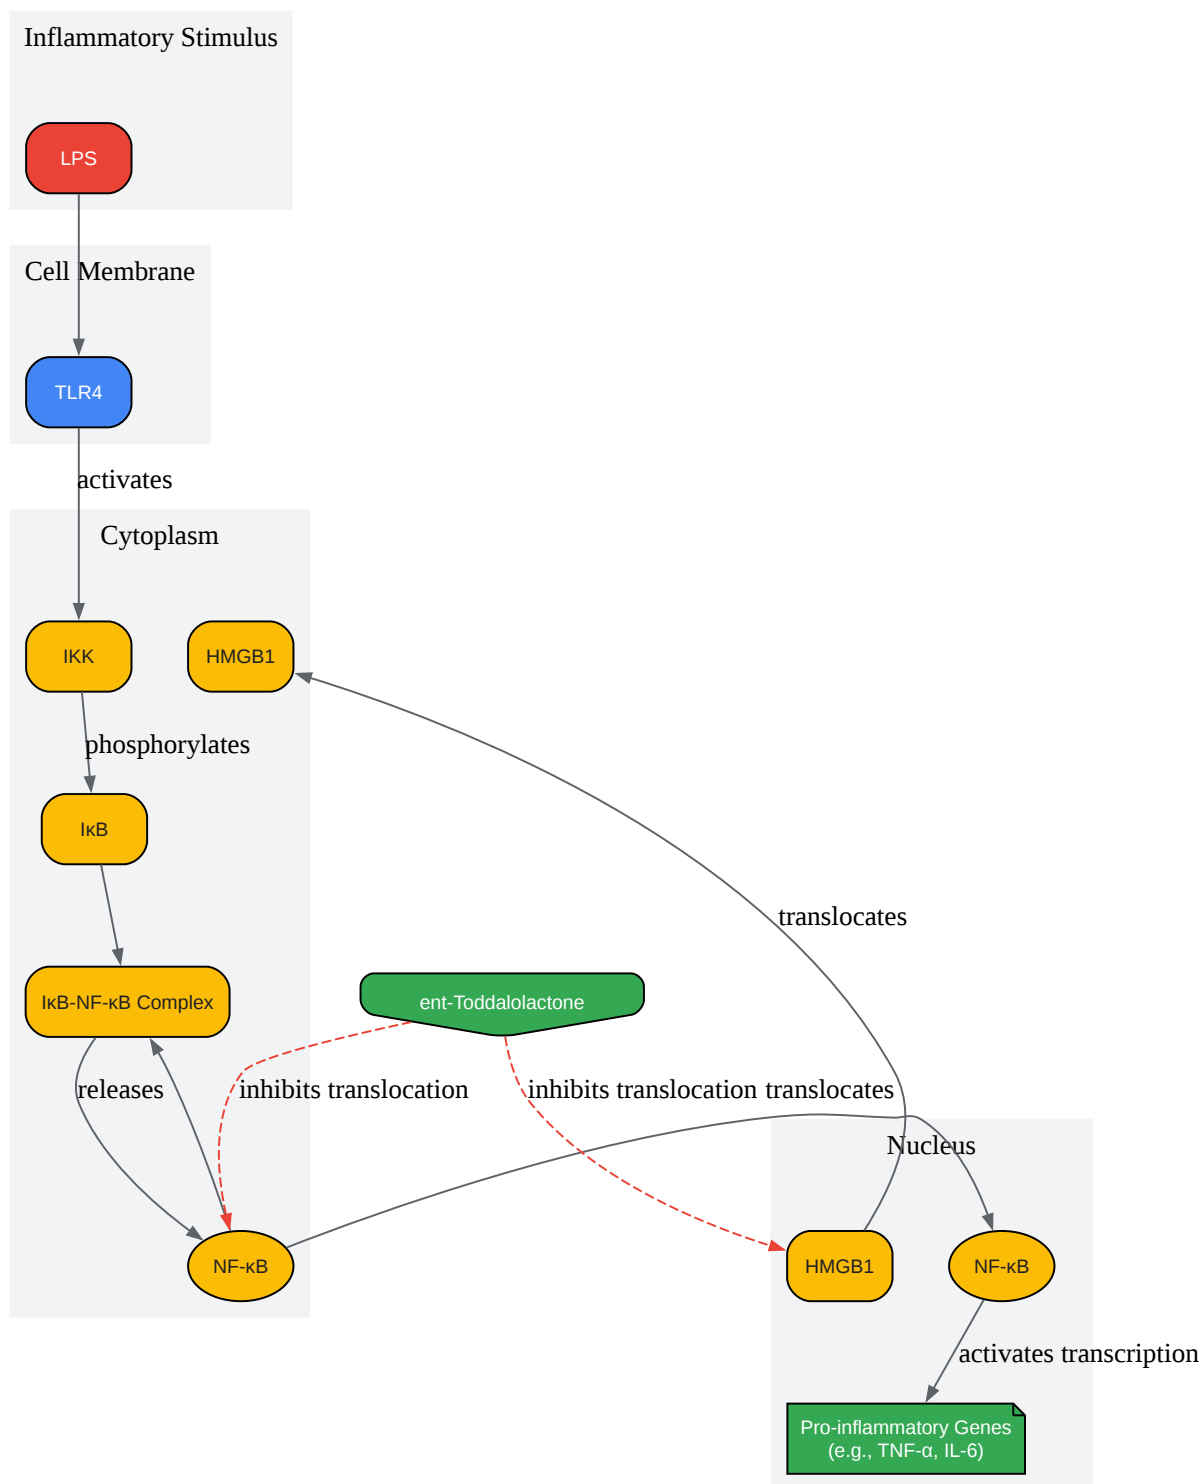 Inflammatory Stimulus
LPS
Cell Membrane
TLR4
activates
Cytoplasm
IKK
HMGB1
phosphorylates
IκB
translocates
IκB-NF-κB Complex
ent-Toddalolactone
releases
inhibits translocation
inhibits translocation
translocates
Nucleus
NF-κB
HMGB1
NF-κB
activates transcription
Pro-inflammatory Genes
(e.g., TNF-α, IL-6)